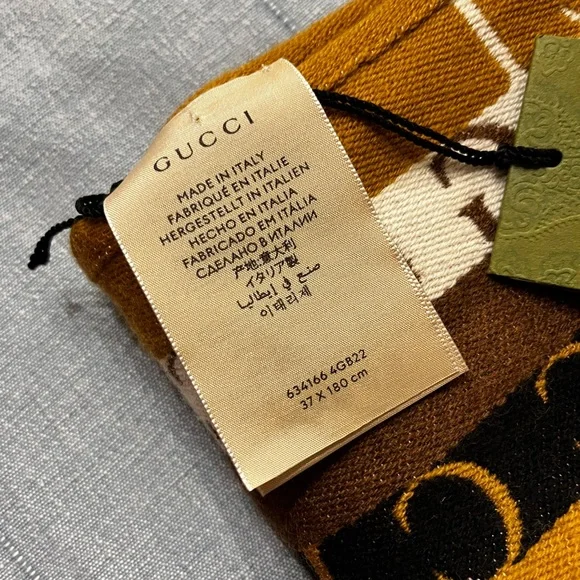 GUCCI
MADE IN ITALY
FABRIQUÉ EN ITALIE
HERGESTELLT IN ITALIEN
HECHO EN ITALIA
FABRICADO EM ITÁLIA
СДЕЛАНО В ИТАЛИИ
产地:意大利
イタリア製
صنع في إيطاليا
이태리제
634166 4GB22
37 X 180 cm